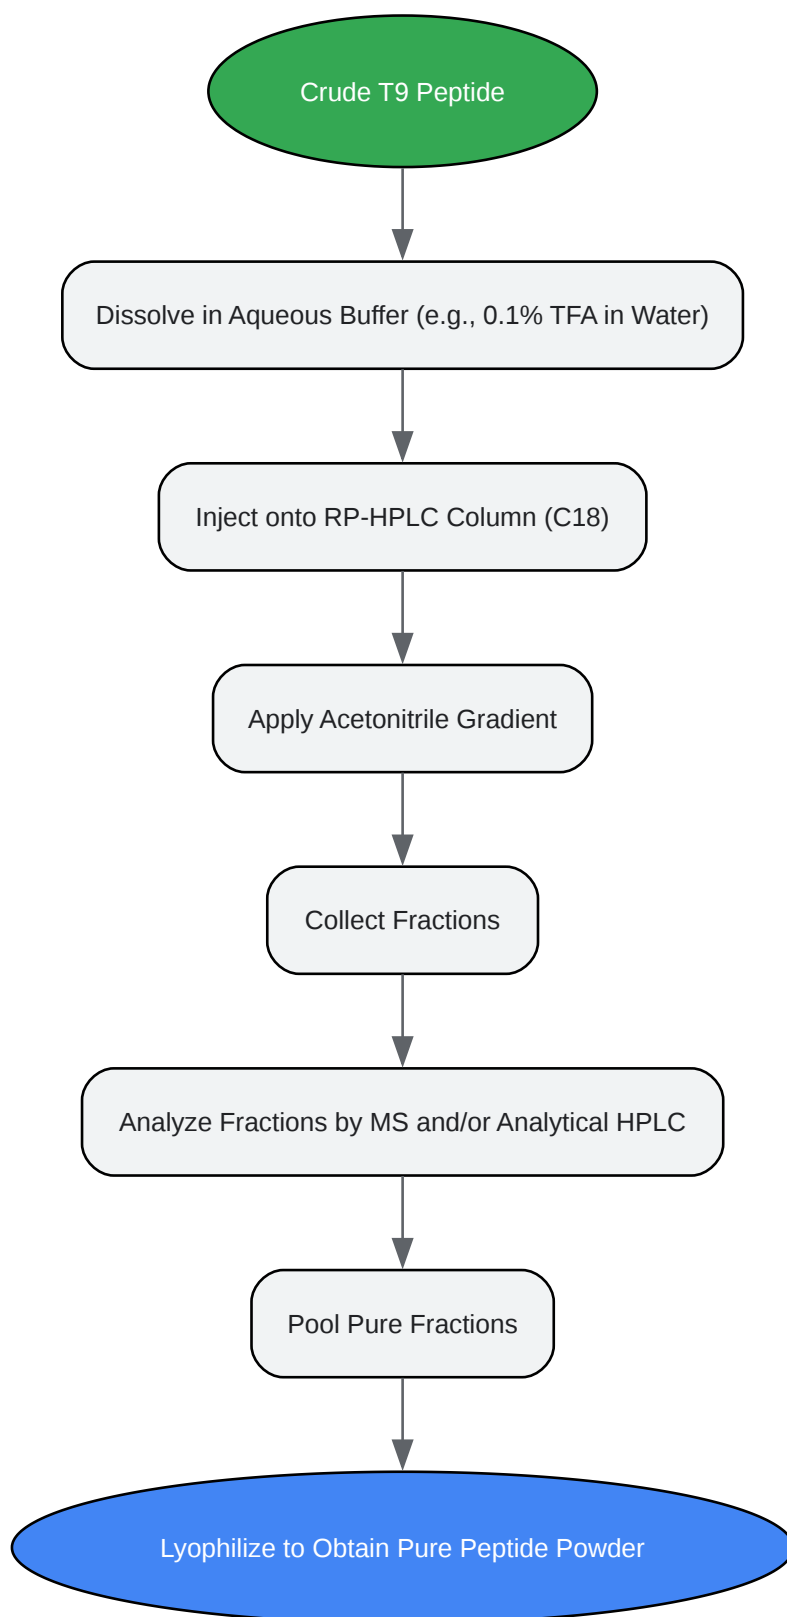 Crude T9 Peptide
Dissolve in Aqueous Buffer (e.g., 0.1% TFA in Water)
Inject onto RP-HPLC Column (C18)
Apply Acetonitrile Gradient
Collect Fractions
Analyze Fractions by MS and/or Analytical HPLC
Pool Pure Fractions
Lyophilize to Obtain Pure Peptide Powder